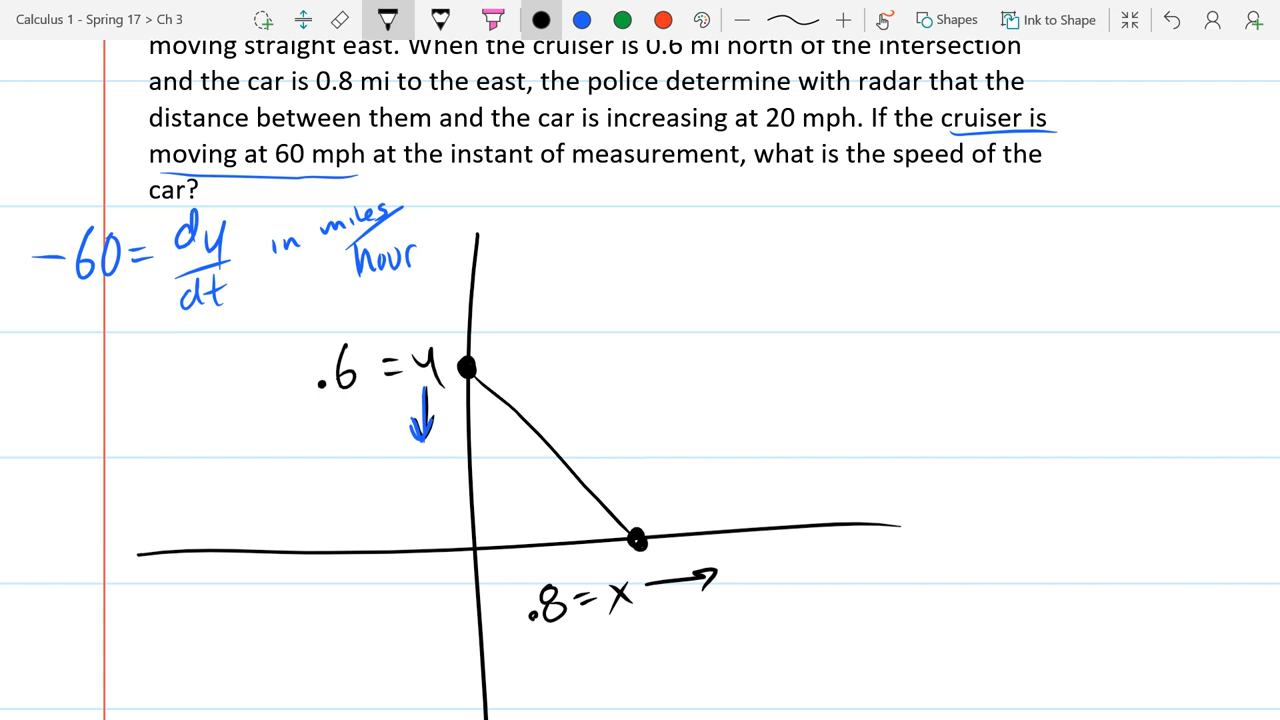 Calculus 1 - Spring 17 > Ch 3
Shapes
Ink to Shape
moving straight east. When the cruiser is 0.6 mi north of the intersection
and the car is 0.8 mi to the east, the police determine with radar that the
distance between them and the car is increasing at 20 mph. If the cruiser is
moving at 60 mph at the instant of measurement, what is the speed of the
car?
-60 = dy/dt in miles/hour
.6 = y
.8 = x